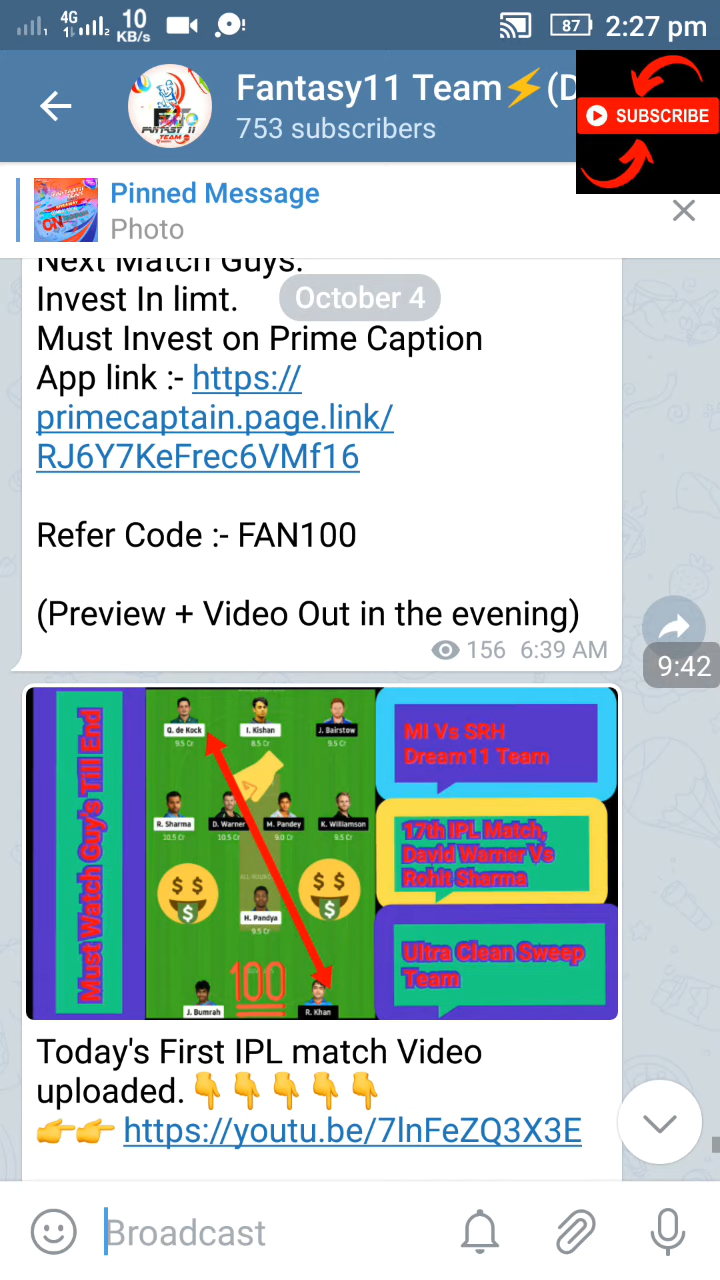 4G
10
KB/s
87
2:27 pm
Fantasy11 Team⚡(D
753 subscribers
SUBSCRIBE
Pinned Message
Photo
Next Match Guys.
October 4
Invest In limt.
Must Invest on Prime Caption
App link :- https://
primecaptain.page.link/
RJ6Y7KeFrec6VMf16
Refer Code :- FAN100
(Preview + Video Out in the evening)
156 6:39 AM
9:42
Must Watch Guy's Till End
Q. de Kock
I. Kishan
J. Bairstow
9.5 Cr
8.5 Cr
9.5 Cr
MI Vs SRH
Dream11 Team
R. Sharma
D. Warner
M. Pandey
K. Williamson
10.5 Cr
10.5 Cr
9.0 Cr
9.5 Cr
17th IPL Match,
David Warner Vs
Rohit Sharma
H. Pandya
9.5 Cr
100
J. Bumrah
R. Khan
Ultra Clean Sweep
Team
Today's First IPL match Video
uploaded. 👇👇👇👇👇
👉👉 https://youtu.be/7lnFeZQ3X3E
Broadcast